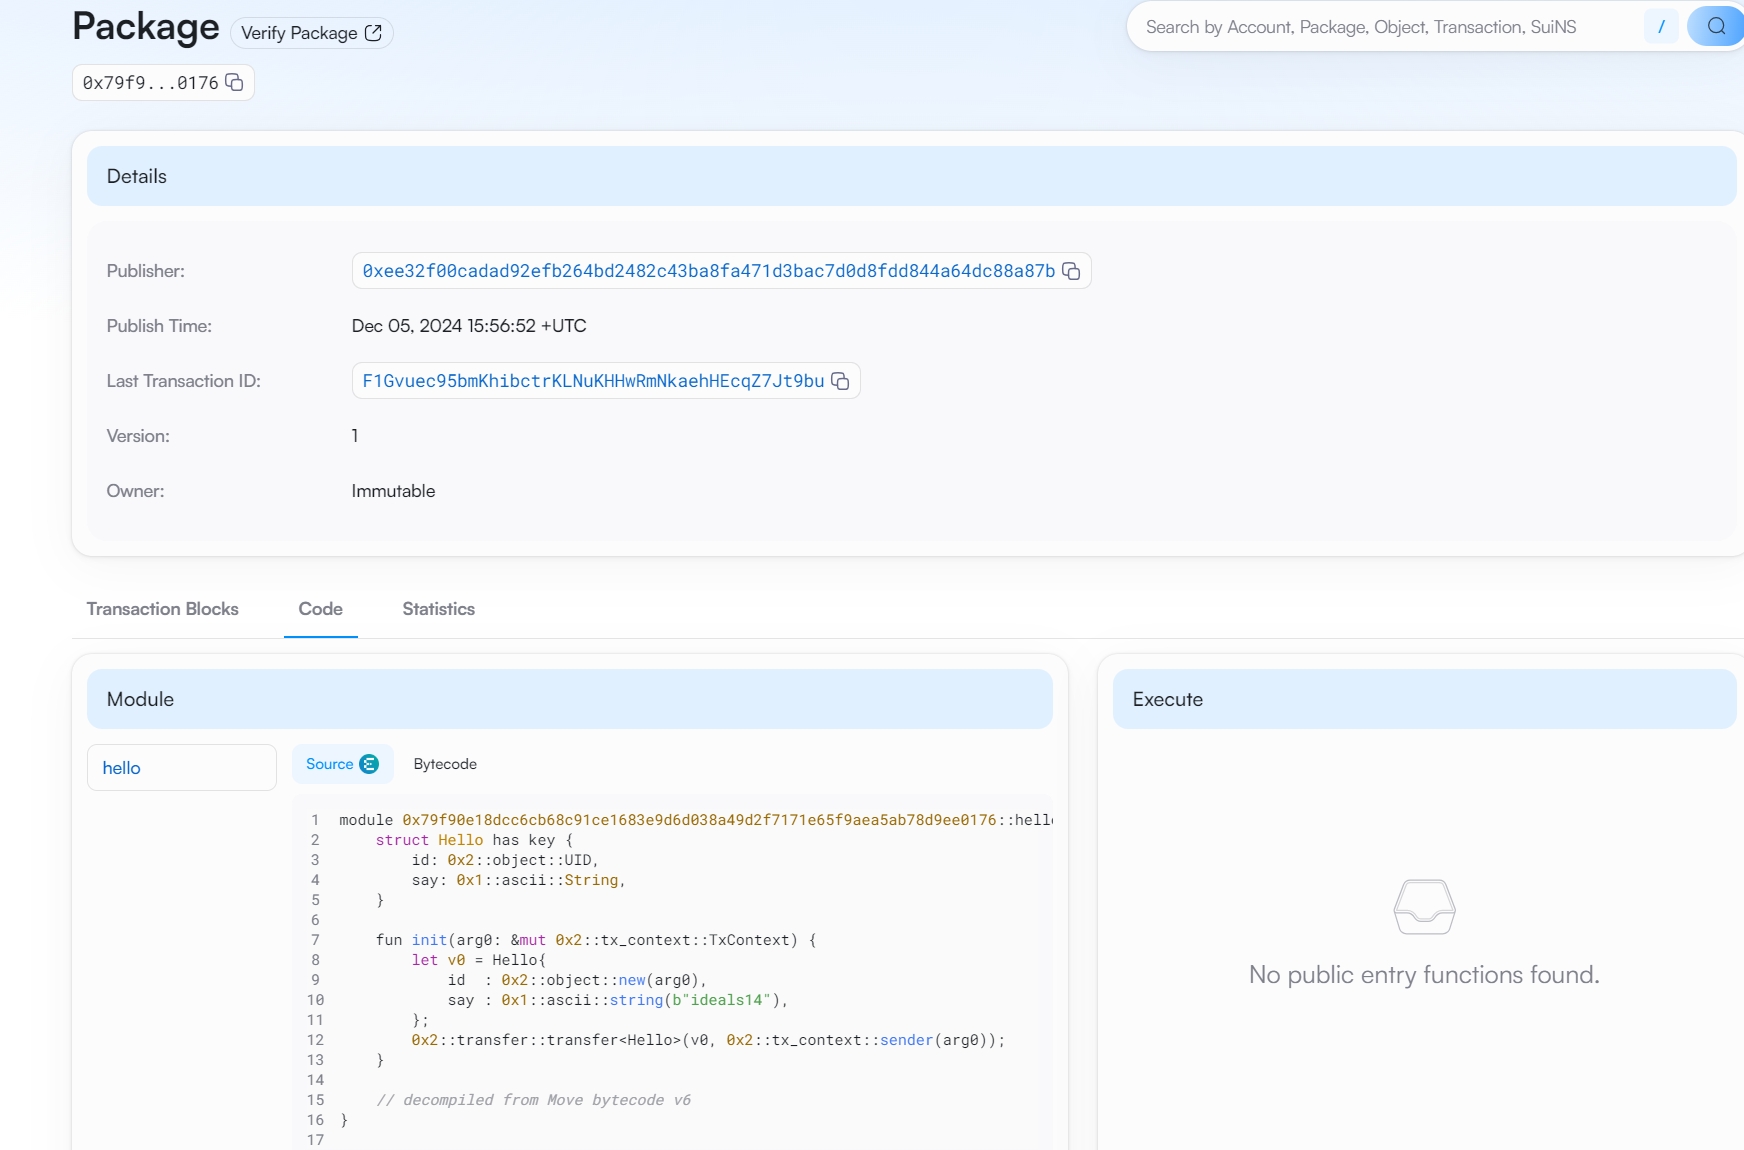 Package
Verify Package
Search by Account, Package, Object, Transaction, SuiNS
/
0x79f9...0176
Details
Publisher:
0xee32f00cadad92efb264bd2482c43ba8fa471d3bac7d0d8fdd844a64dc88a87b
Publish Time:
Dec 05, 2024 15:56:52 +UTC
Last Transaction ID:
F1Gvuec95bmKhibctrKLNuKHHwRmNkaehHEcqZ7Jt9bu
Version:
1
Owner:
Immutable
Transaction Blocks
Code
Statistics
Module
hello
Source
Bytecode
1 module 0x79f90e18dcc6cb68c91ce1683e9d6d038a49d2f7171e65f9aea5ab78d9ee0176::hello
2     struct Hello has key {
3         id: 0x2::object::UID,
4         say: 0x1::ascii::String,
5     }
6
7     fun init(arg0: &mut 0x2::tx_context::TxContext) {
8         let v0 = Hello{
9             id  : 0x2::object::new(arg0),
10             say : 0x1::ascii::string(b"ideals14"),
11         };
12         0x2::transfer::transfer<Hello>(v0, 0x2::tx_context::sender(arg0));
13     }
14
15     // decompiled from Move bytecode v6
16 }
17
Execute
No public entry functions found.